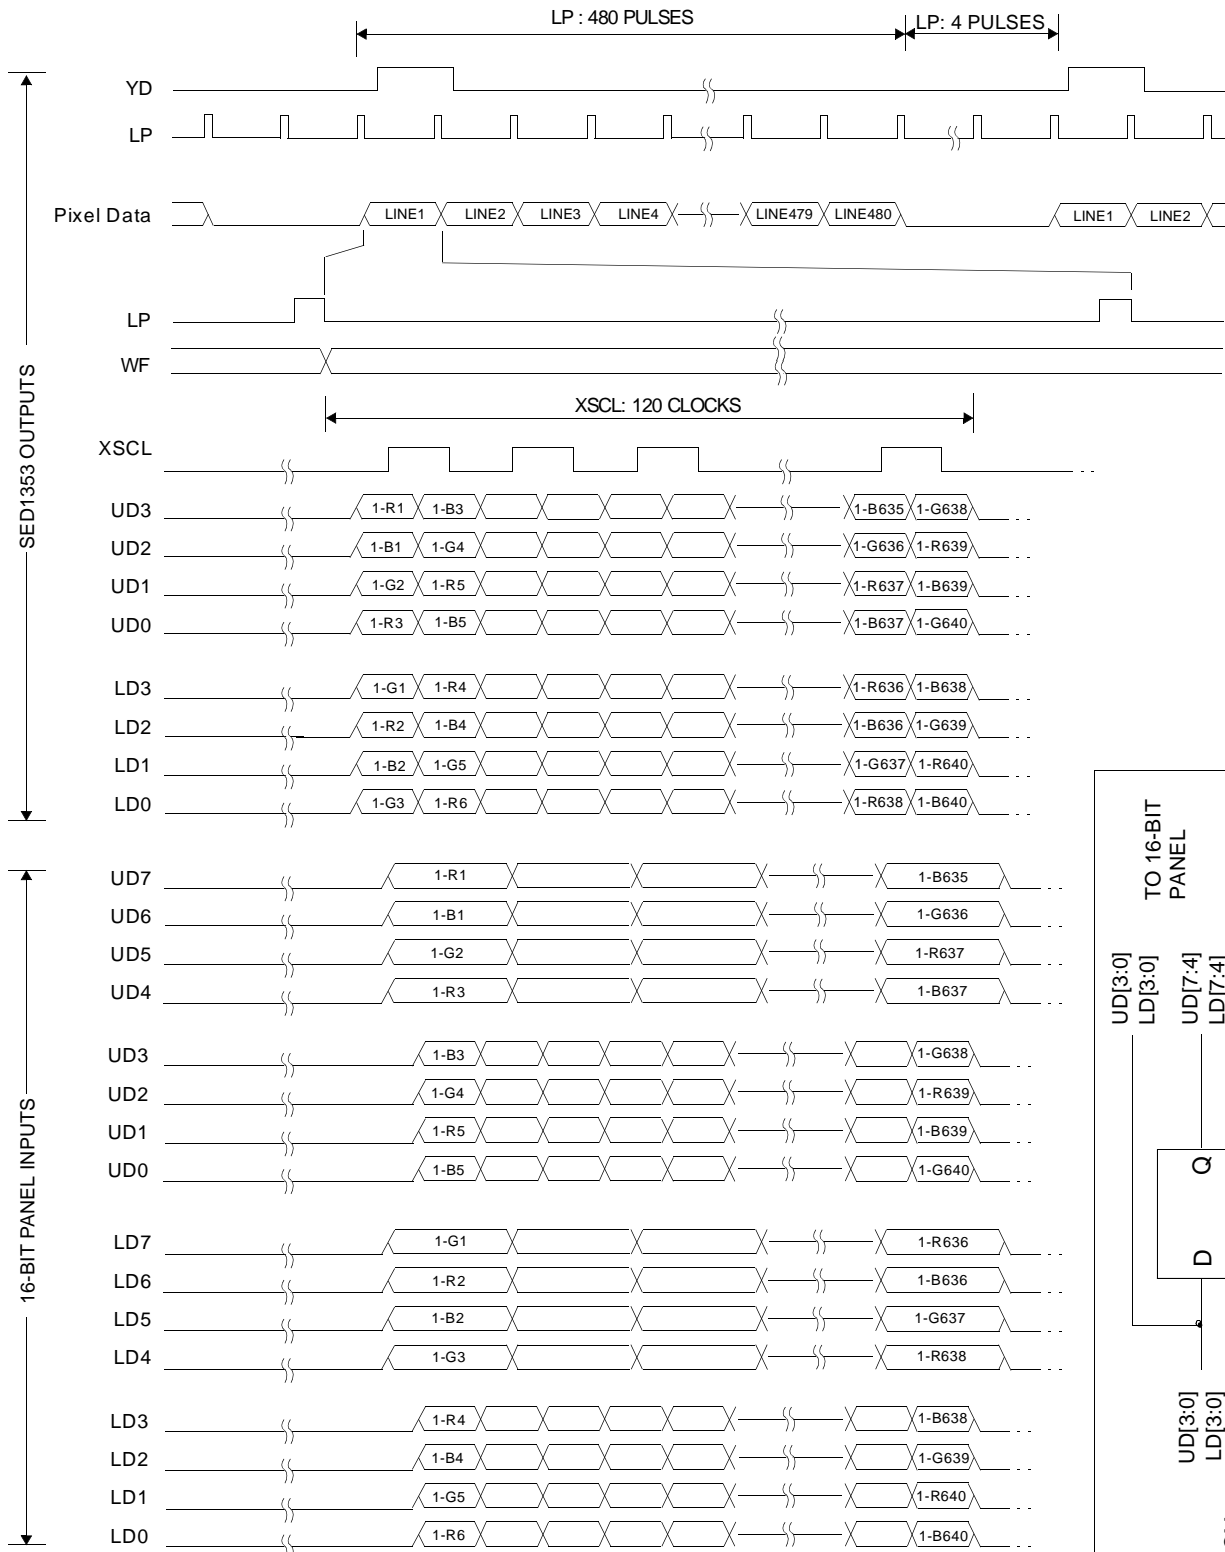 LP : 480 PULSES LP: 4 PULSES
YD
LP
Pixel Data LINE1 LINE2 LINE3 LINE4 LINE479 LINE480 LINE1 LINE2
LP
WF
XSCL: 120 CLOCKS
XSCL
UD3 1-R1 1-B3 1-B635 1-G638
UD2 1-B1 1-G4 1-G636 1-R639
UD1 1-G2 1-R5 1-R637 1-B639
UD0 1-R3 1-B5 1-B637 1-G640
LD3 1-G1 1-R4 1-R636 1-B638
LD2 1-R2 1-B4 1-B636 1-G639
LD1 1-B2 1-G5 1-G637 1-R640
LD0 1-G3 1-R6 1-R638 1-B640
SED1353 OUTPUTS
UD7 1-R1 1-B635
UD6 1-B1 1-G636
UD5 1-G2 1-R637
UD4 1-R3 1-B637
UD3 1-B3 1-G638
UD2 1-G4 1-R639
UD1 1-R5 1-B639
UD0 1-B5 1-G640
LD7 1-G1 1-R636
LD6 1-R2 1-B636
LD5 1-B2 1-G637
LD4 1-G3 1-R638
LD3 1-R4 1-B638
LD2 1-B4 1-G639
LD1 1-G5 1-R640
LD0 1-R6 1-B640
16-BIT PANEL INPUTS
TO 16-BIT
PANEL
UD[3:0]
LD[3:0]
UD[7:4]
LD[7:4]
Q
D
UD[3:0]
LD[3:0]